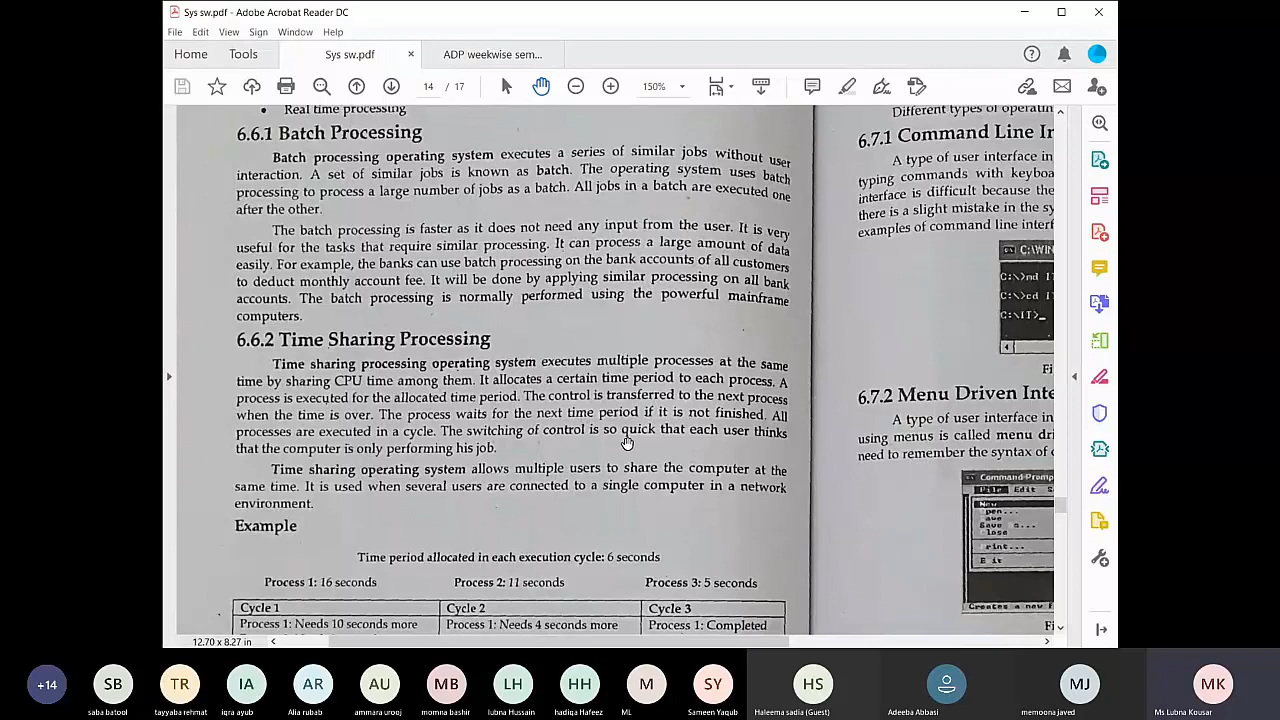 Sys sw.pdf - Adobe Acrobat Reader DC
File Edit View Sign Window Help
Home Tools Sys sw.pdf × ADP weekwise sem...
14 / 17 150%
• Real time processing
6.6.1 Batch Processing
Batch processing operating system executes a series of similar jobs without user
interaction. A set of similar jobs is known as batch. The operating system uses batch
processing to process a large number of jobs as a batch. All jobs in a batch are executed one
after the other.
The batch processing is faster as it does not need any input from the user. It is very
useful for the tasks that require similar processing. It can process a large amount of data
easily. For example, the banks can use batch processing on the bank accounts of all customers
to deduct monthly account fee. It will be done by applying similar processing on all bank
accounts. The batch processing is normally performed using the powerful mainframe
computers.
6.6.2 Time Sharing Processing
Time sharing processing operating system executes multiple processes at the same
time by sharing CPU time among them. It allocates a certain time period to each process. A
process is executed for the allocated time period. The control is transferred to the next process
when the time is over. The process waits for the next time period if it is not finished. All
processes are executed in a cycle. The switching of control is so quick that each user thinks
that the computer is only performing his job.
Time sharing operating system allows multiple users to share the computer at the
same time. It is used when several users are connected to a single computer in a network
environment.
Example
Time period allocated in each execution cycle: 6 seconds
Process 1: 16 seconds Process 2: 11 seconds Process 3: 5 seconds
Cycle 1 Cycle 2 Cycle 3
Process 1: Needs 10 seconds more Process 1: Needs 4 seconds more Process 1: Completed
Different types of operatin
6.7.1 Command Line In
A type of user interface in
typing commands with keyboa
interface is difficult because the
there is a slight mistake in the sy
examples of command line interf
C:\WIN
C:\>md IT
C:\>cd IT
C:\IT>_
Fi
6.7.2 Menu Driven Inte
A type of user interface in
using menus is called menu dri
need to remember the syntax of c
Command Promp
File Edit S
New
pen...
ave
Save
lose
rint...
E it
Creates a new f
Fi
12.70 x 8.27 in
+14 SB TR IA AR AU MB LH HH M SY HS MJ MK
saba batool tayyaba rehmat iqra ayub Alia rubab ammara urooj momna bashir lubna Hussain hadiqa Hafeez ML Sameen Yaqub Haleema sadia (Guest) Adeeba Abbasi memoona javed Ms Lubna Kousar